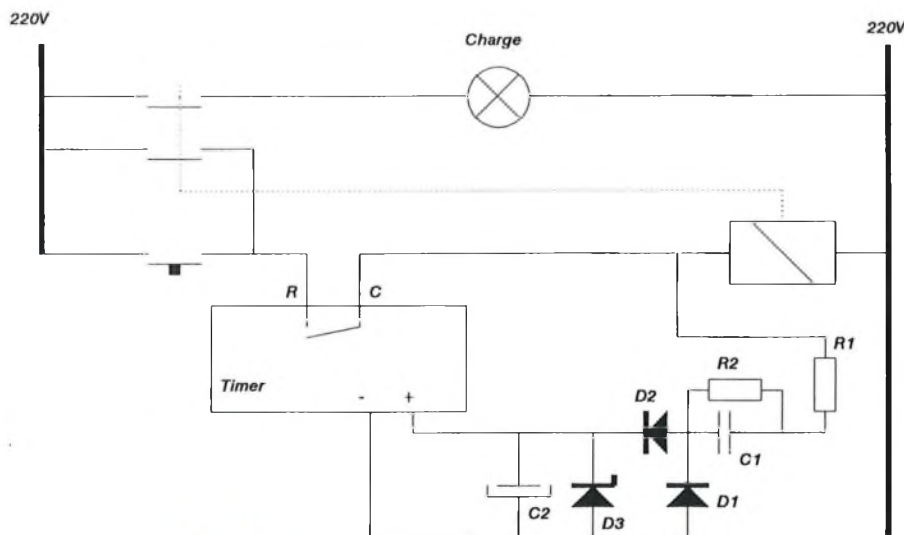 220V
220V
Charge
R C
R1
R2
Timer
- +
D2
C1
C2
D3
D1